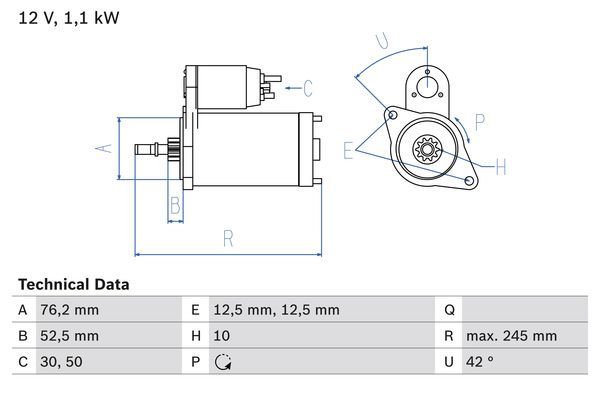 12 V, 1,1 kW
U
C
A
P
E
H
B
R
Technical Data
A 76,2 mm E 12,5 mm, 12,5 mm Q
B 52,5 mm H 10 R max. 245 mm
C 30, 50 P U 42 º